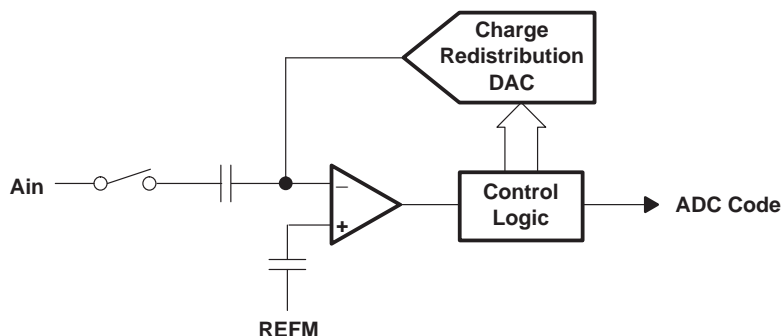 Charge
Redistribution
DAC
Ain
−
+
Control
Logic
ADC Code
REFM